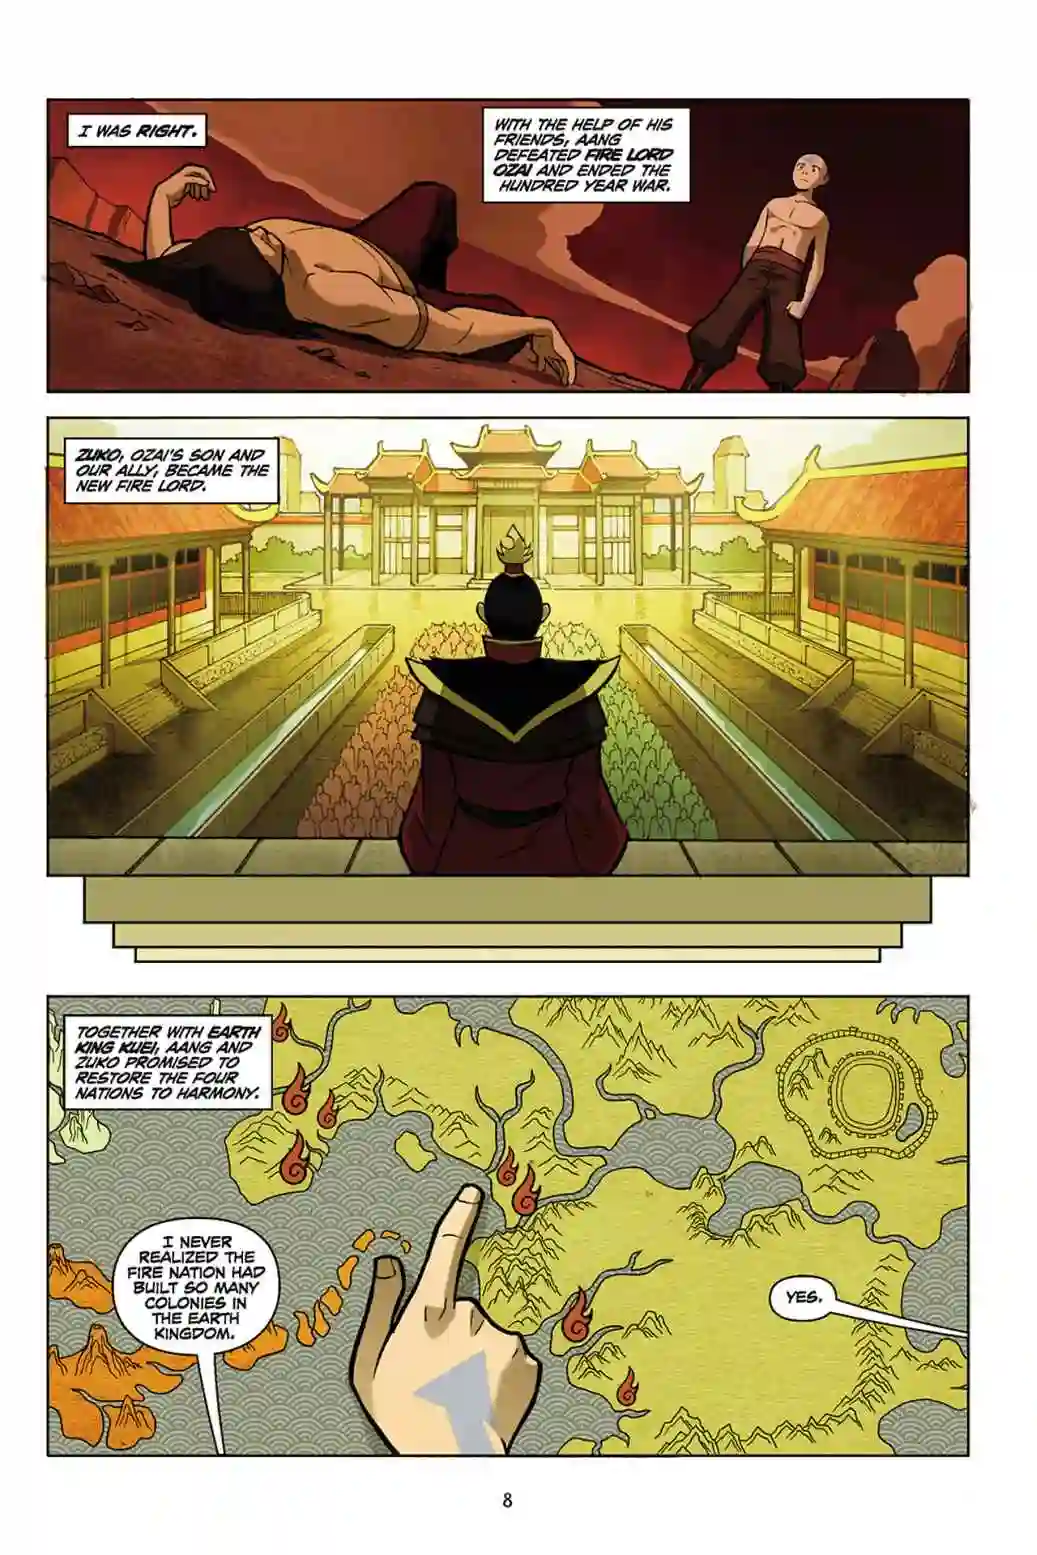 I WAS RIGHT.
WITH THE HELP OF HIS
FRIENDS, AANG
DEFEATED FIRE LORD
OZAI AND ENDED THE
HUNDRED YEAR WAR.
ZUKO, OZAI'S SON AND
OUR ALLY, BECAME THE
NEW FIRE LORD.
TOGETHER WITH EARTH
KING KUEI, AANG AND
ZUKO PROMISED TO
RESTORE THE FOUR
NATIONS TO HARMONY.
I NEVER
REALIZED THE
FIRE NATION HAD
BUILT SO MANY
COLONIES IN
THE EARTH
KINGDOM.
YES.
8